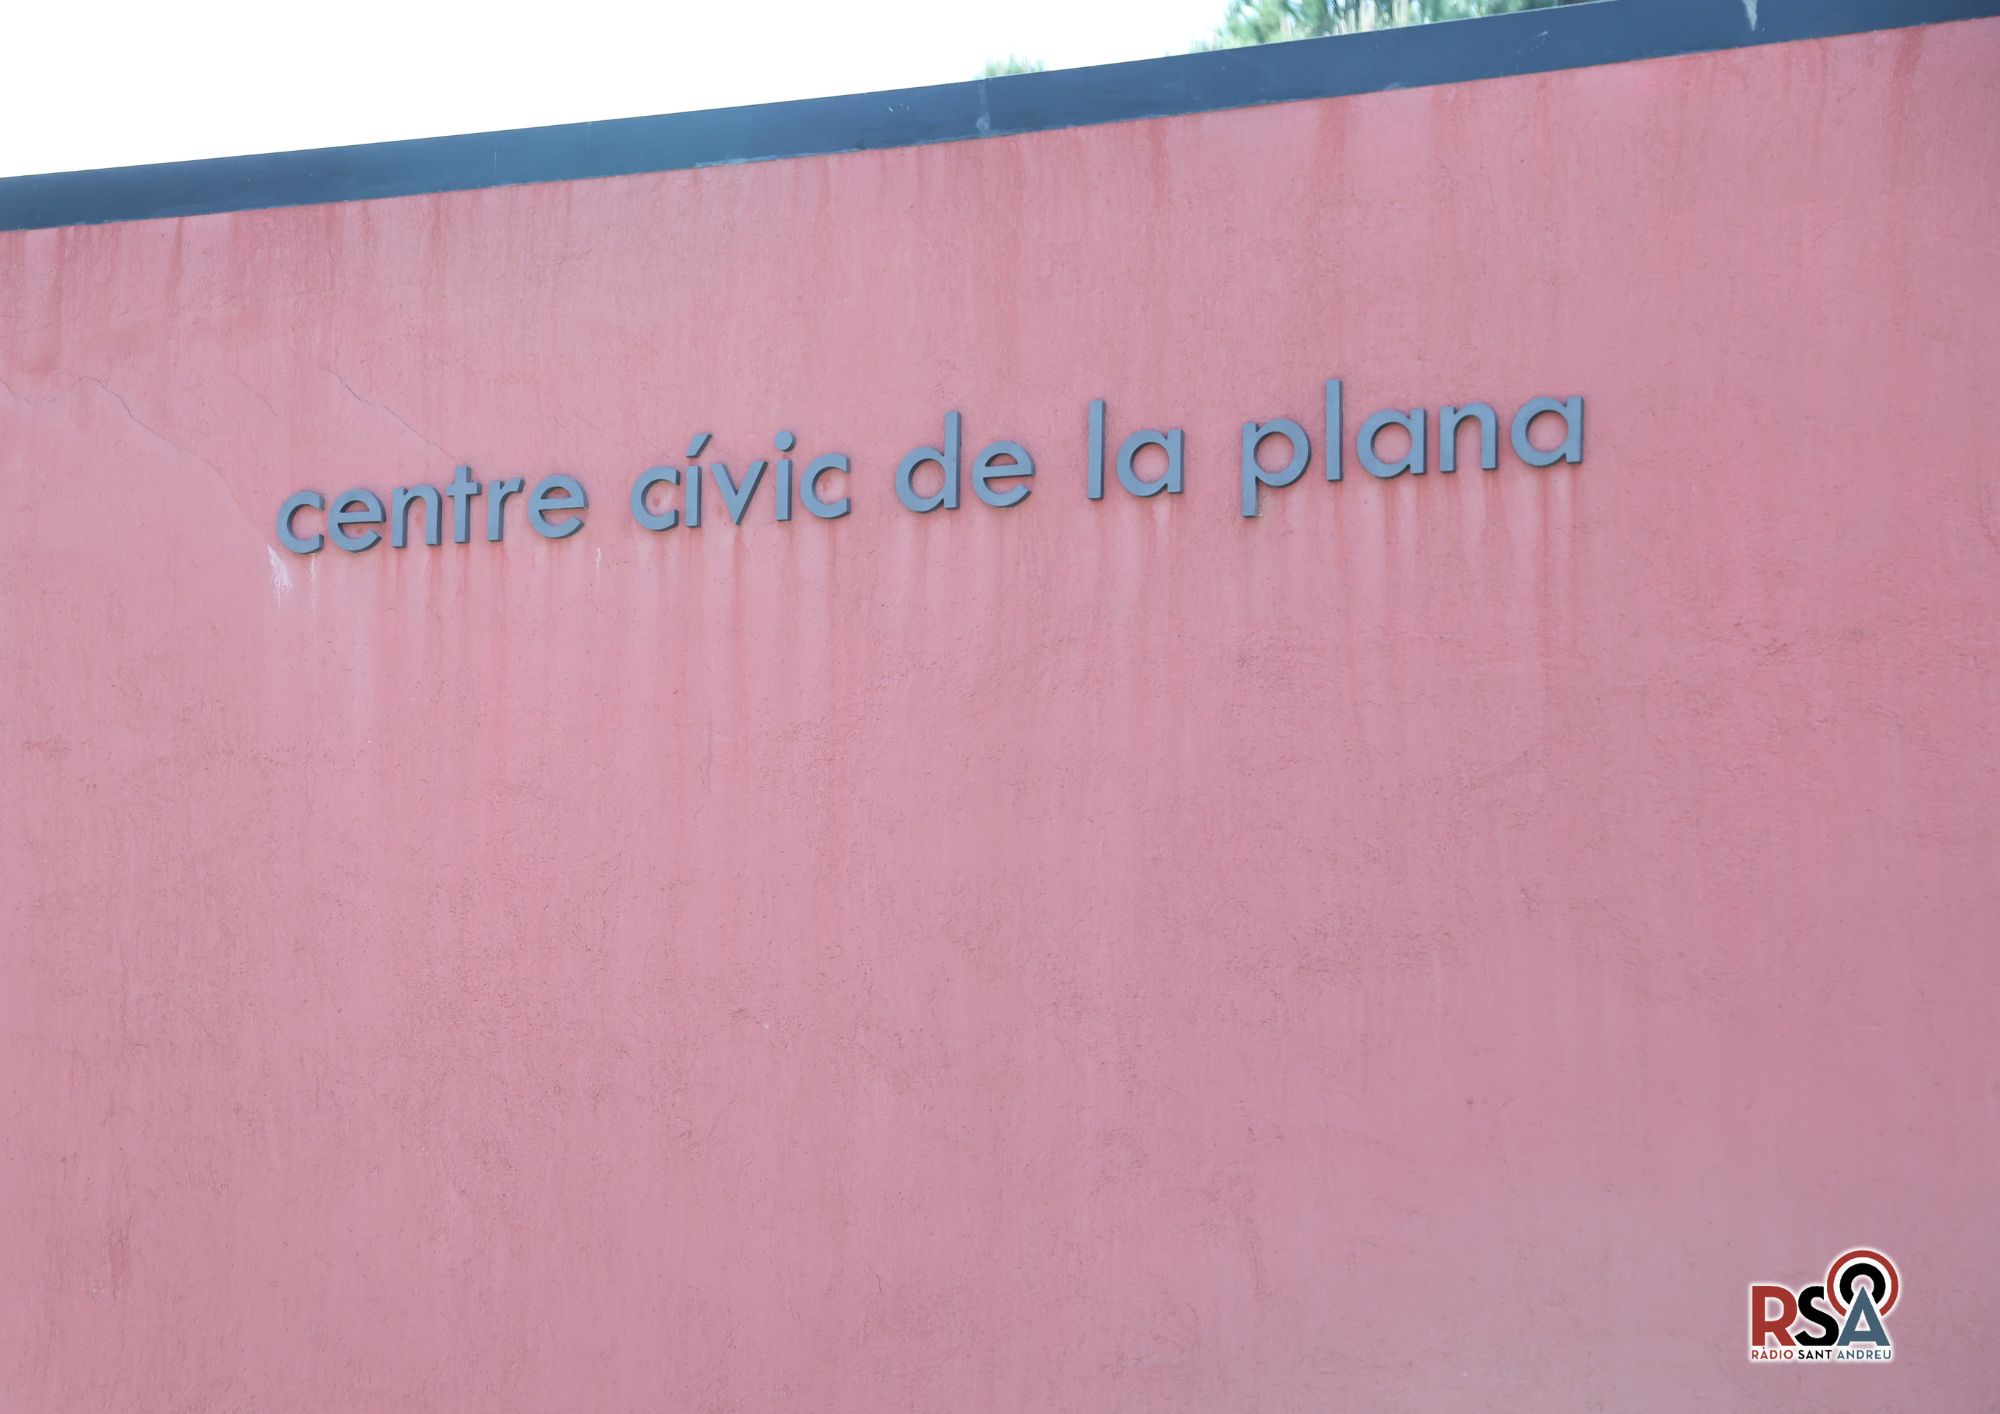 centre cívic de la plana
RSA
RÀDIO SANT ANDREU